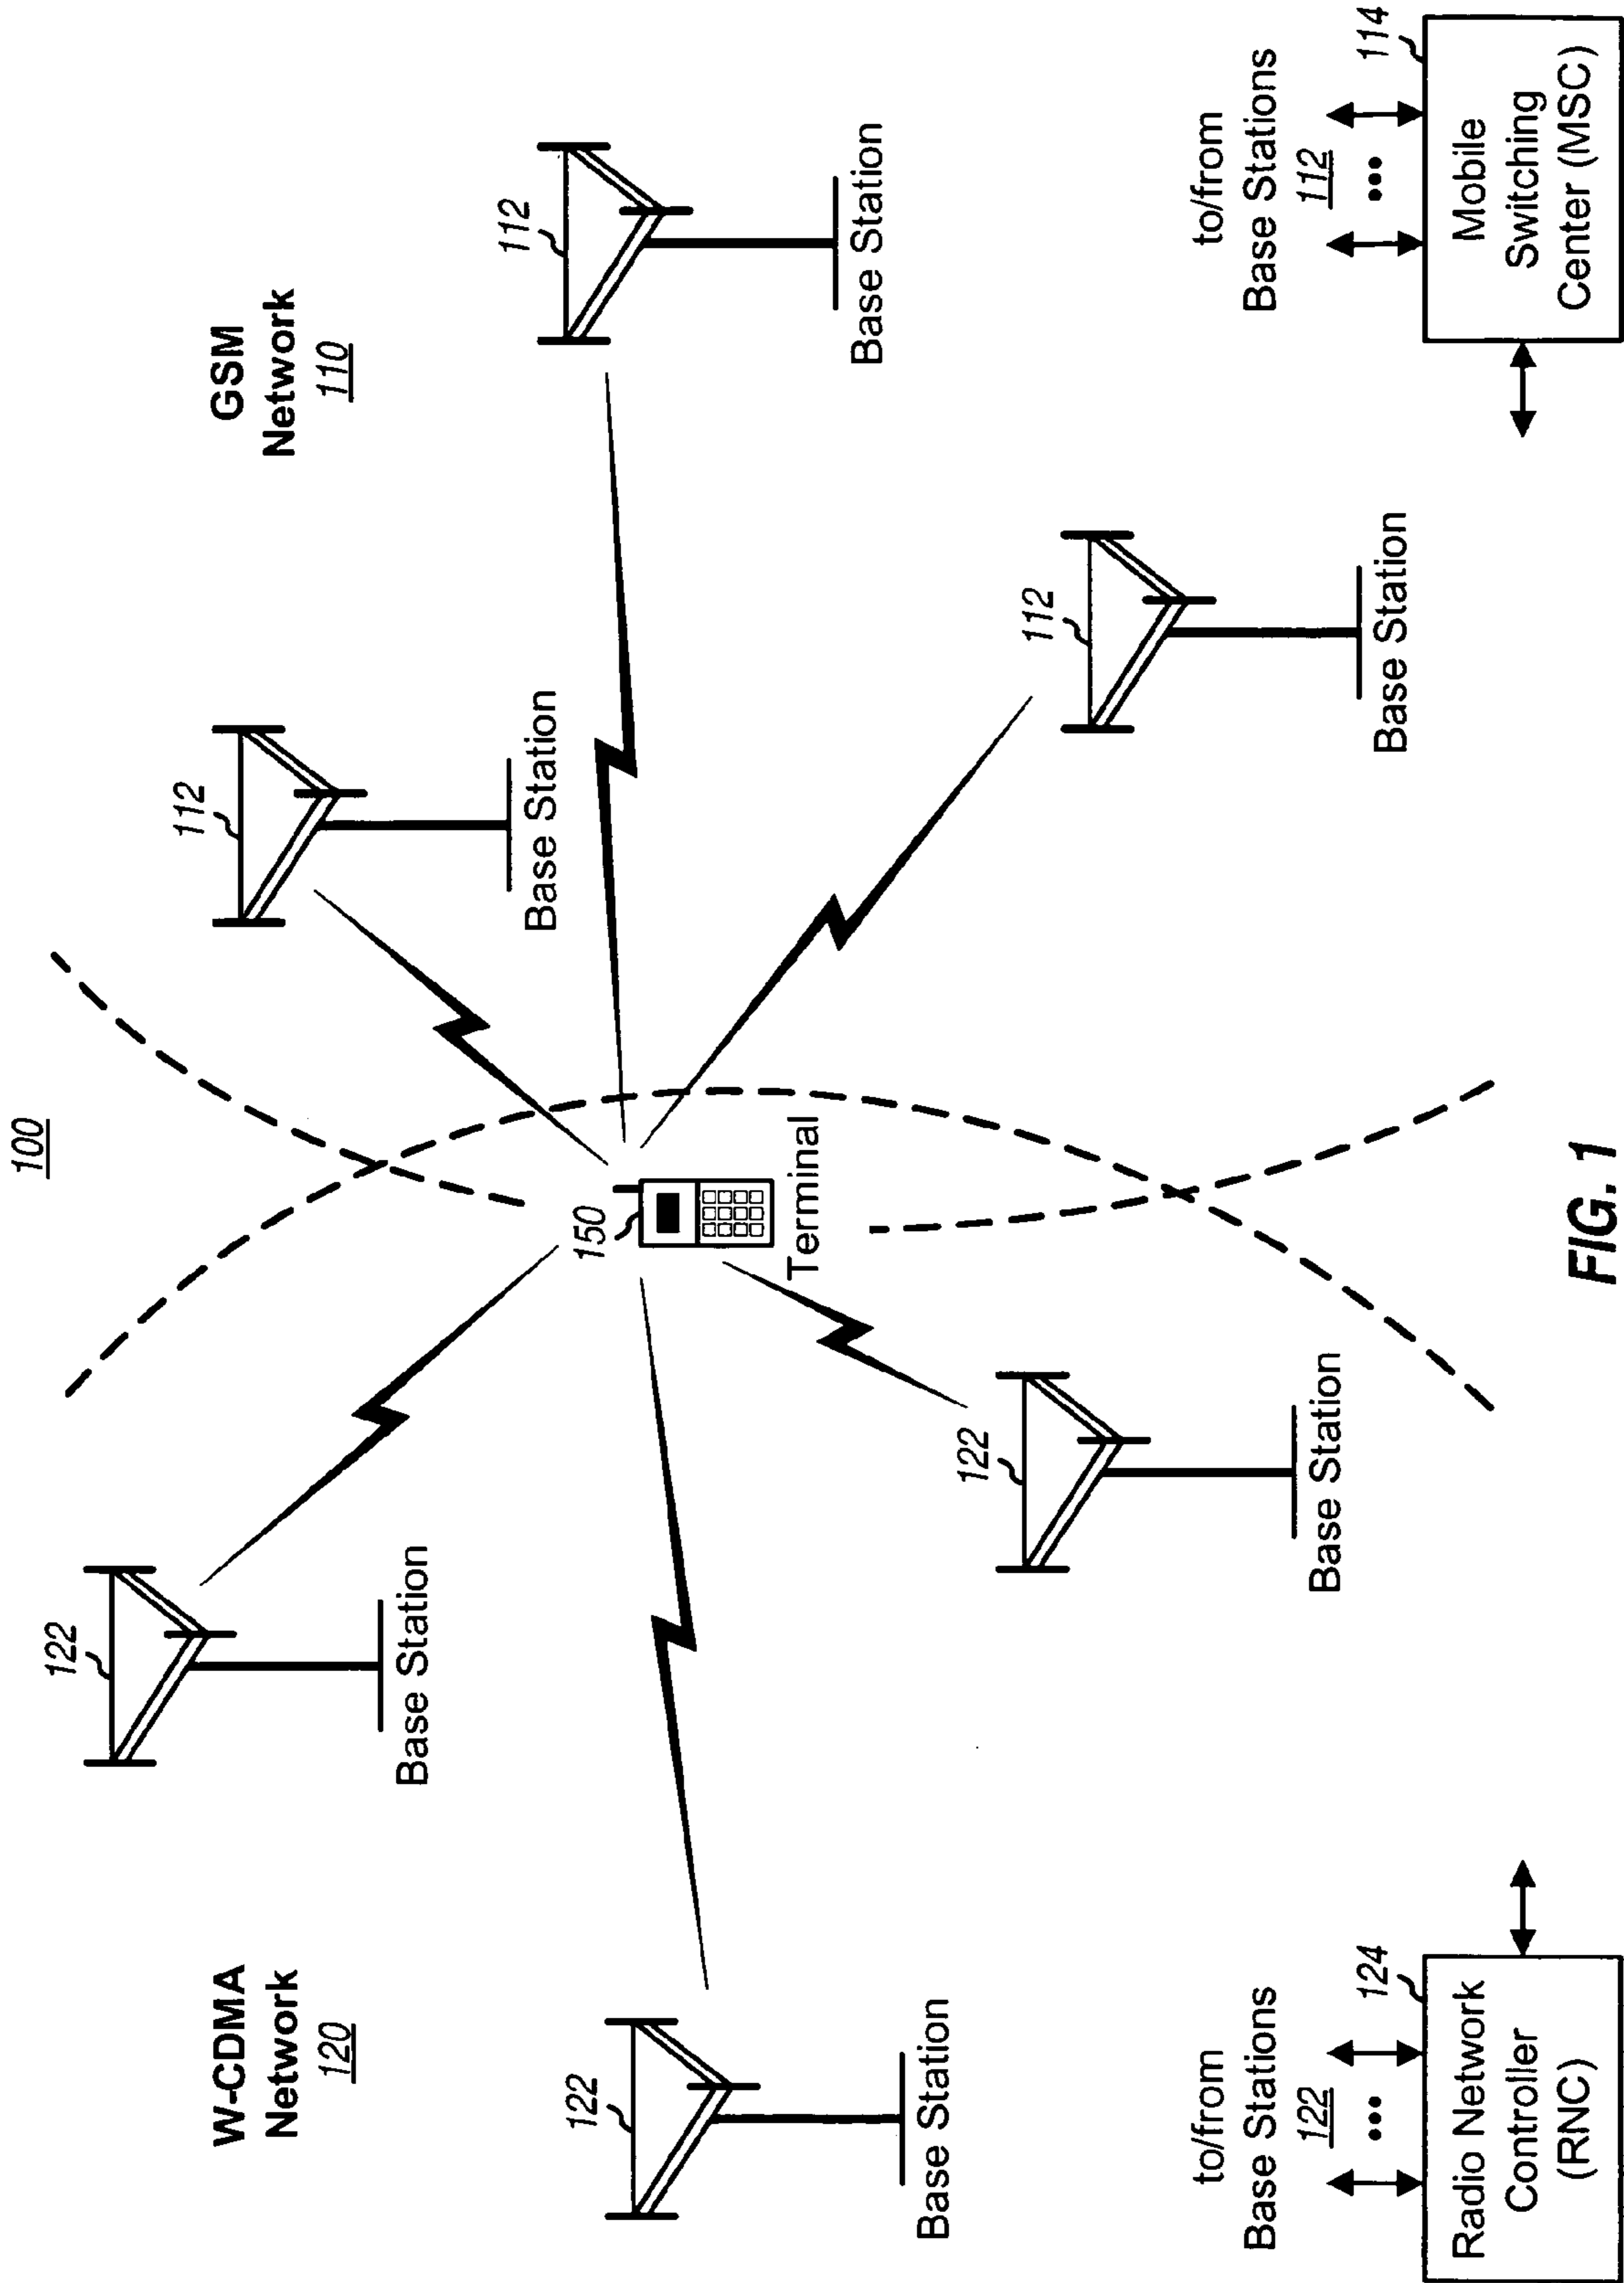 100
W-CDMA
Network
120
GSM
Network
110
122
Base Station
112
Base Station
112
Base Station
122
Base Station
150
Terminal
122
Base Station
112
Base Station
to/from
Base Stations
122
•••
124
Radio Network
Controller
(RNC)
to/from
Base Stations
112
•••
114
Mobile
Switching
Center (MSC)
FIG. 1